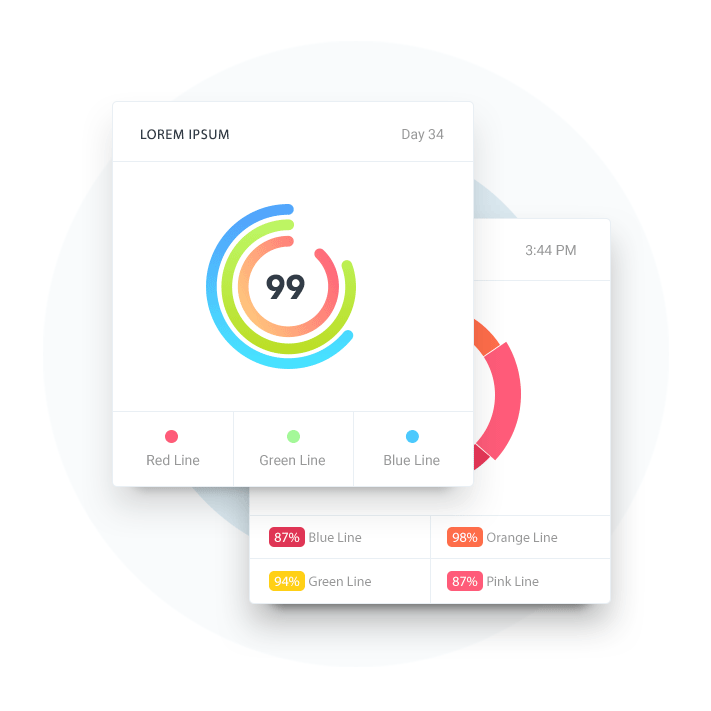 LOREM IPSUM Day 34
99
Red Line Green Line Blue Line
3:44 PM
87% Blue Line 98% Orange Line
94% Green Line 87% Pink Line